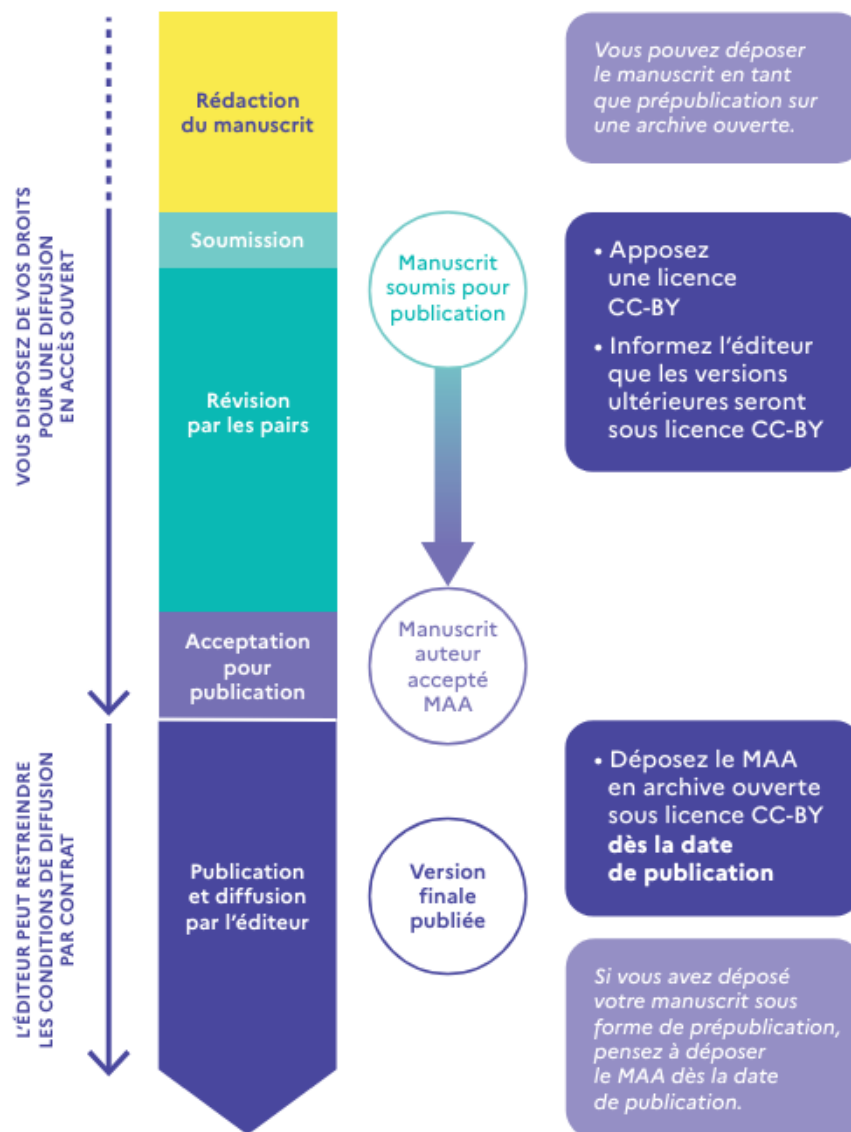 VOUS DISPOSEZ DE VOS DROITS
POUR UNE DIFFUSION
EN ACCÈS OUVERT
Rédaction
du manuscrit
Vous pouvez déposer
le manuscrit en tant
que prépublication sur
une archive ouverte.
Soumission
Manuscrit
soumis pour
publication
• Apposez
une licence
CC-BY
• Informez l'éditeur
que les versions
ultérieures seront
sous licence CC-BY
Révision
par les pairs
Acceptation
pour
publication
Manuscrit
auteur
accepté
MAA
L'ÉDITEUR PEUT RESTREINDRE
LES CONDITIONS DE DIFFUSION
PAR CONTRAT
Publication
et diffusion
par l'éditeur
Version
finale
publiée
• Déposez le MAA
en archive ouverte
sous licence CC-BY
dès la date
de publication
Si vous avez déposé
votre manuscrit sous
forme de prépublication,
pensez à déposer
le MAA dès la date
de publication.